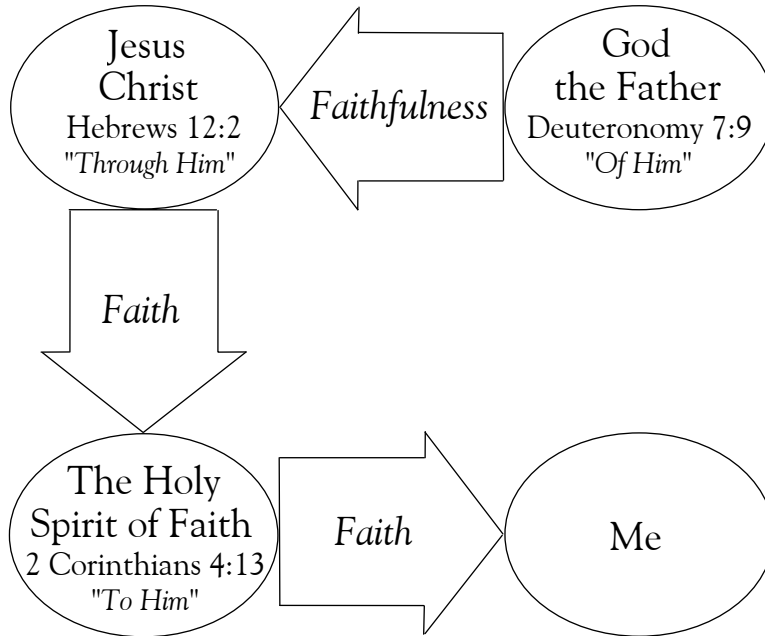 Jesus
Christ
Hebrews 12:2
"Through Him"
Faithfulness
God
the Father
Deuteronomy 7:9
"Of Him"
Faith
The Holy
Spirit of Faith
2 Corinthians 4:13
"To Him"
Faith
Me